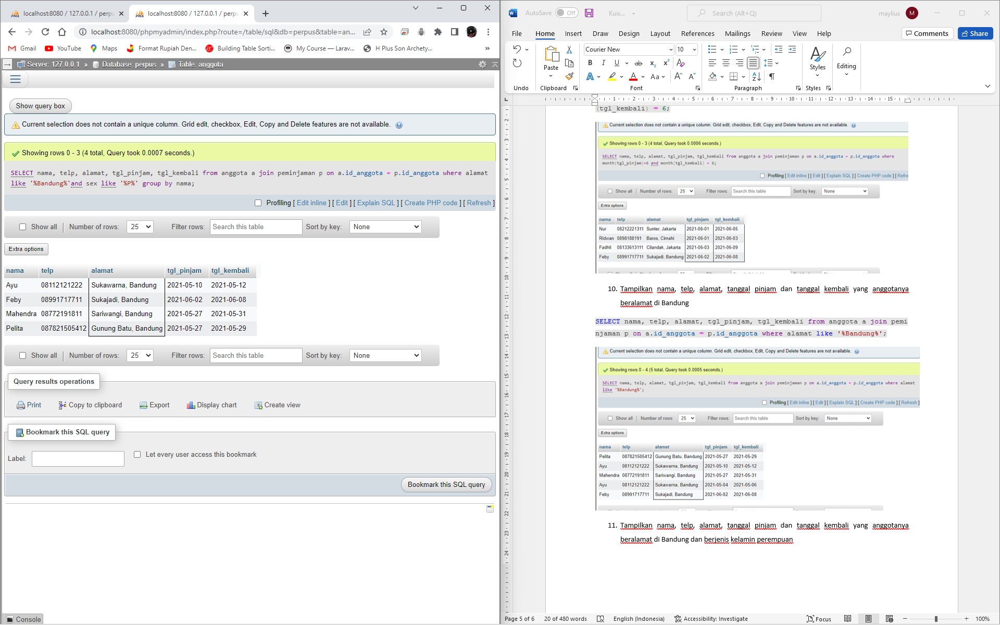 localhost:8080 / 127.0.0.1 / perpu
localhost:8080 / 127.0.0.1 / perpu
localhost:8080/phpmyadmin/index.php?route=/table/sql&db=perpus&table=an...
Gmail YouTube Maps Format Rupiah Den... Building Table Sorti... My Course — Larav... H Plus Son Archety... »
Server: 127.0.0.1 » Database: perpus » Table: anggota
Show query box
Current selection does not contain a unique column. Grid edit, checkbox, Edit, Copy and Delete features are not available.
Showing rows 0 - 3 (4 total, Query took 0.0007 seconds.)
SELECT nama, telp, alamat, tgl_pinjam, tgl_kembali from anggota a join peminjaman p on a.id_anggota = p.id_anggota where alamat
like '%Bandung%'and sex like '%P%' group by nama;
Profiling [ Edit inline ] [ Edit ] [ Explain SQL ] [ Create PHP code ] [ Refresh ]
Show all Number of rows: 25 Filter rows: Search this table Sort by key: None
Extra options
nama telp alamat tgl_pinjam tgl_kembali
Ayu 08112121222 Sukawarna, Bandung 2021-05-10 2021-05-12
Feby 08991717711 Sukajadi, Bandung 2021-06-02 2021-06-08
Mahendra 08772191811 Sariwangi, Bandung 2021-05-27 2021-05-31
Pelita 087821505412 Gunung Batu, Bandung 2021-05-27 2021-05-29
Show all Number of rows: 25 Filter rows: Search this table Sort by key: None
Query results operations
Print Copy to clipboard Export Display chart Create view
Bookmark this SQL query
Label: Let every user access this bookmark
Bookmark this SQL query
Console
AutoSave Off Kuis... Search (Alt+Q) maylius M
File Home Insert Draw Design Layout References Mailings Review View Help Comments Share
Courier New 10
Paste Styles Editing
Undo Clipboard Font Paragraph Styles
1 2 3 4 5 6 7 8 9 10 11 12 13 14 15
(tgl_kembali) = 6;
Current selection does not contain a unique column. Grid edit, checkbox, Edit, Copy and Delete features are not available.
Showing rows 0 - 3 (4 total, Query took 0.0006 seconds.)
SELECT nama, telp, alamat, tgl_pinjam, tgl_kembali from anggota a join peminjaman p on a.id_anggota = p.id_anggota where
month(tgl_pinjam)=6 and month(tgl_kembali) = 6;
Profiling [ Edit inline ] [ Edit ] [ Explain SQL ] [ Create PHP code ] [ Refre
Show all Number of rows: 25 Filter rows: Search this table Sort by key: None
Extra options
nama telp alamat tgl_pinjam tgl_kembali
Nur 08212221311 Sunter, Jakarta 2021-06-01 2021-06-05
Ridwan 0898188191 Baros, Cimahi 2021-06-01 2021-06-03
Fadhli 08133613111 Cilandak, Jakarta 2021-06-03 2021-06-09
Feby 08991717711 Sukajadi, Bandung 2021-06-02 2021-06-08
10. Tampilkan nama, telp, alamat, tanggal pinjam dan tanggal kembali yang anggotanya
beralamat di Bandung
SELECT nama, telp, alamat, tgl_pinjam, tgl_kembali from anggota a join pemi
njaman p on a.id_anggota = p.id_anggota where alamat like '%Bandung%';
Current selection does not contain a unique column. Grid edit, checkbox, Edit, Copy and Delete features are not available.
Showing rows 0 - 4 (5 total, Query took 0.0005 seconds.)
SELECT nama, telp, alamat, tgl_pinjam, tgl_kembali from anggota a join peminjaman p on a.id_anggota = p.id_anggota where alamat
like '%Bandung%';
Profiling [ Edit inline ] [ Edit ] [ Explain SQL ] [ Create PHP code ] [ Refresh ]
Show all Number of rows: 25 Filter rows: Search this table Sort by key: None
Extra options
nama telp alamat tgl_pinjam tgl_kembali
Pelita 087821505412 Gunung Batu, Bandung 2021-05-27 2021-05-29
Ayu 08112121222 Sukawarna, Bandung 2021-05-10 2021-05-12
Mahendra 08772191811 Sariwangi, Bandung 2021-05-27 2021-05-31
Ayu 08112121222 Sukawarna, Bandung 2021-05-04 2021-05-06
Feby 08991717711 Sukajadi, Bandung 2021-06-02 2021-06-08
11. Tampilkan nama, telp, alamat, tanggal pinjam dan tanggal kembali yang anggotanya
beralamat di Bandung dan berjenis kelamin perempuan
Page 5 of 6 20 of 480 words English (Indonesia) Accessibility: Investigate Focus 100%